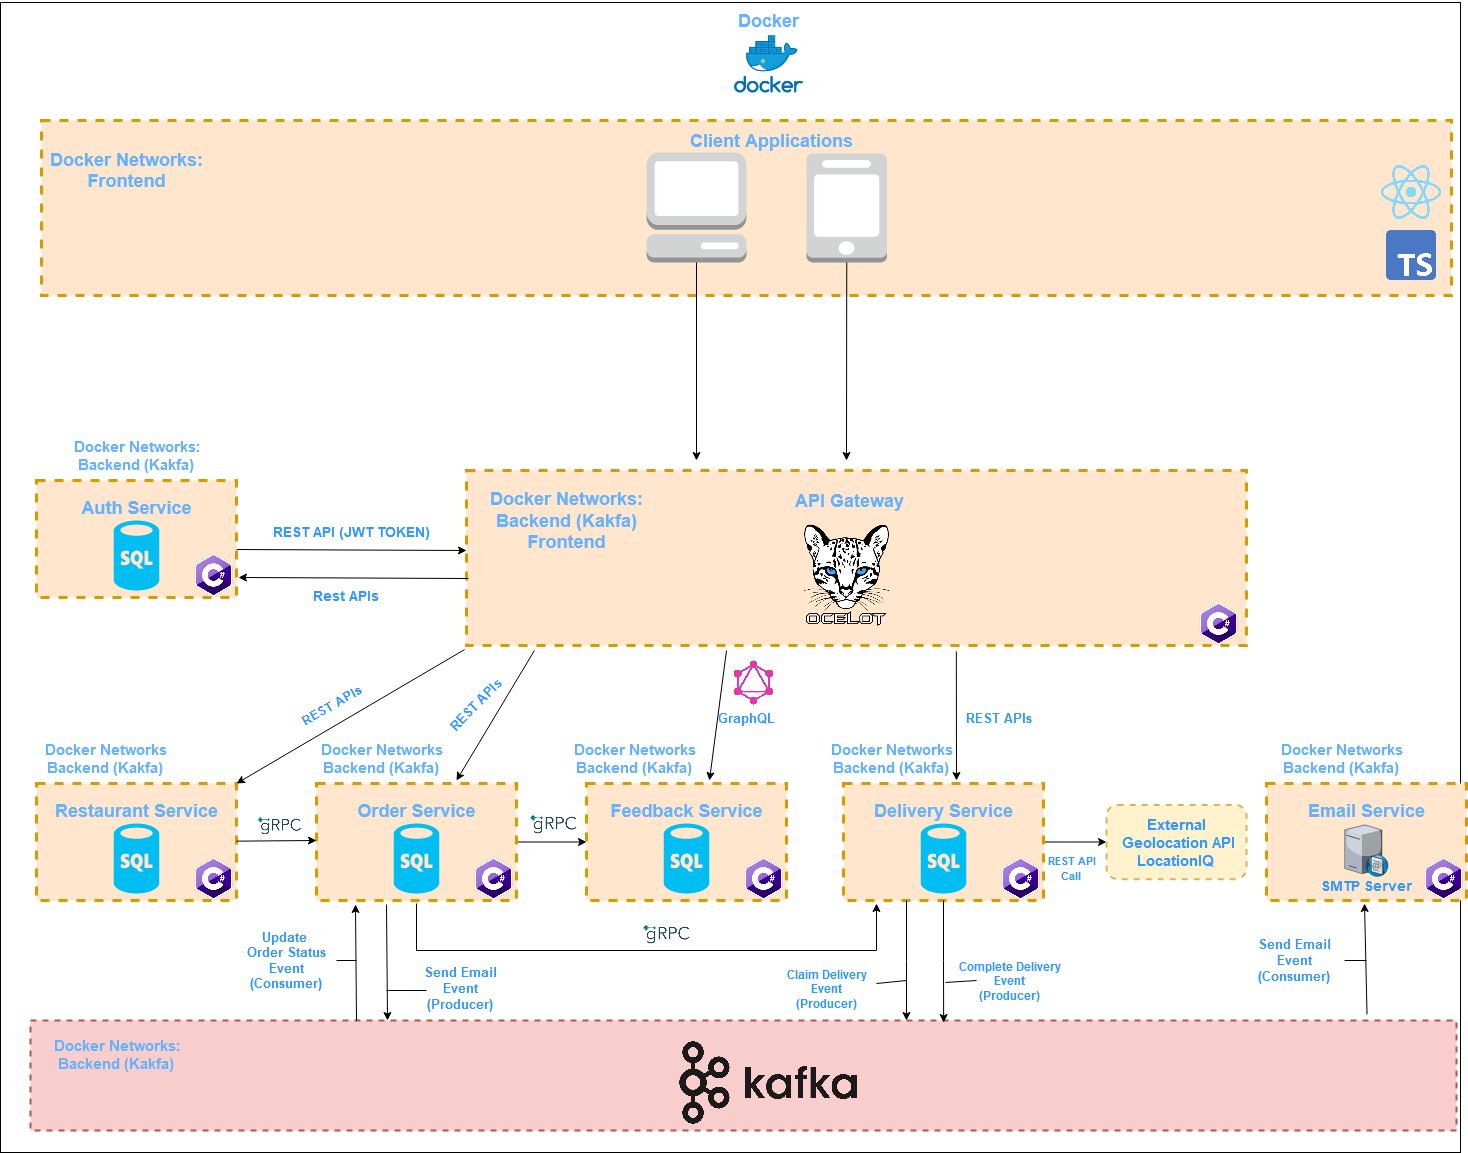 Docker
docker
Client Applications
Docker Networks:
Frontend
TS
Docker Networks:
Backend (Kakfa)
Auth Service
SQL
C#
REST API (JWT TOKEN)
Rest APIs
Docker Networks:
Backend (Kakfa)
Frontend
API Gateway
OCELOT
C#
REST APIs
REST APIs
GraphQL
REST APIs
Docker Networks
Backend (Kakfa)
Restaurant Service
SQL
C#
gRPC
Docker Networks
Backend (Kakfa)
Order Service
SQL
C#
gRPC
Docker Networks
Backend (Kakfa)
Feedback Service
SQL
C#
Docker Networks
Backend (Kakfa)
Delivery Service
SQL
C#
REST API
Call
External
Geolocation API
LocationIQ
Docker Networks
Backend (Kakfa)
Email Service
SMTP Server
C#
Update
Order Status
Event
(Consumer)
Send Email
Event
(Producer)
gRPC
Claim Delivery
Event
(Producer)
Complete Delivery
Event
(Producer)
Send Email
Event
(Consumer)
Docker Networks:
Backend (Kakfa)
kafka